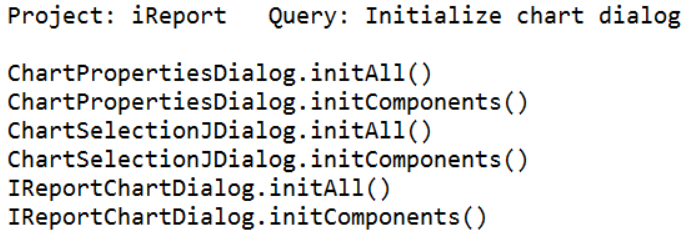 Project: iReport   Query: Initialize chart dialog
ChartPropertiesDialog.initAll()
ChartPropertiesDialog.initComponents()
ChartSelectionJDialog.initAll()
ChartSelectionJDialog.initComponents()
IReportChartDialog.initAll()
IReportChartDialog.initComponents()